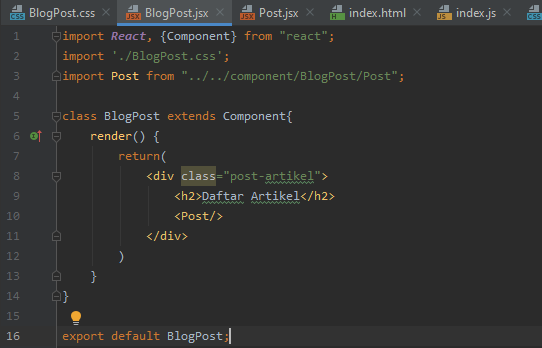 BlogPost.css BlogPost.jsx Post.jsx index.html index.js
1 import React, {Component} from "react";
2 import './BlogPost.css';
3 import Post from "../../component/BlogPost/Post";
4
5 class BlogPost extends Component{
6 render() {
7 return(
8 <div class="post-artikel">
9 <h2>Daftar Artikel</h2>
10 <Post/>
11 </div>
12 )
13 }
14 }
15
16 export default BlogPost;